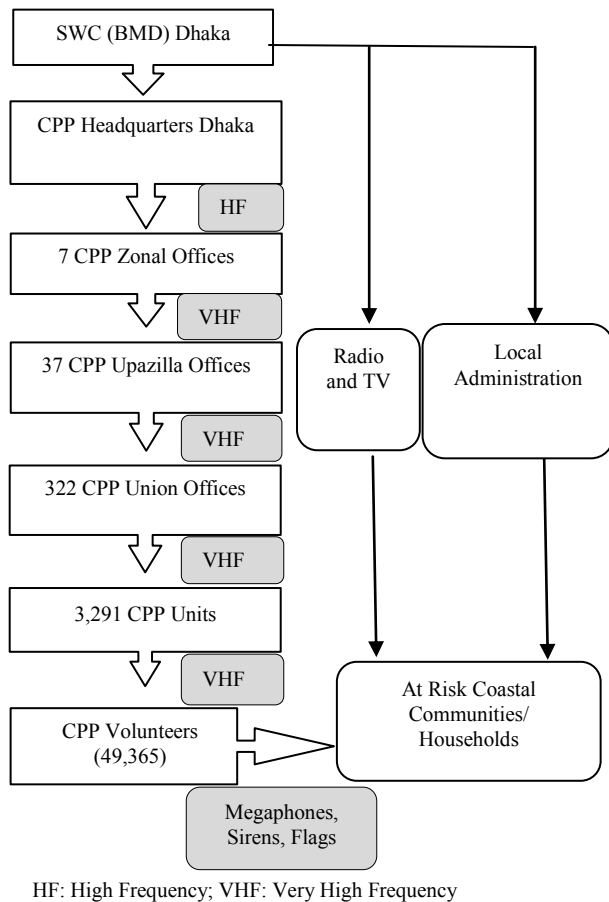 SWC (BMD) Dhaka
CPP Headquarters Dhaka
HF
7 CPP Zonal Offices
VHF
37 CPP Upazilla Offices
VHF
322 CPP Union Offices
VHF
3,291 CPP Units
VHF
CPP Volunteers
(49,365)
Megaphones,
Sirens, Flags
Radio
and TV
Local
Administration
At Risk Coastal
Communities/
Households
HF: High Frequency; VHF: Very High Frequency